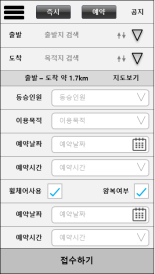 즉시 예약 공지
출발 출발지 검색
도착 목적지 검색
출발 ~ 도착 약 1.7km 지도보기
동승인원 동승인원
이용목적 이용목적
예약날짜 예약날짜
예약시간 예약시간
휠체어사용 왕복여부
예약날짜 예약날짜
예약시간 예약시간
접수하기